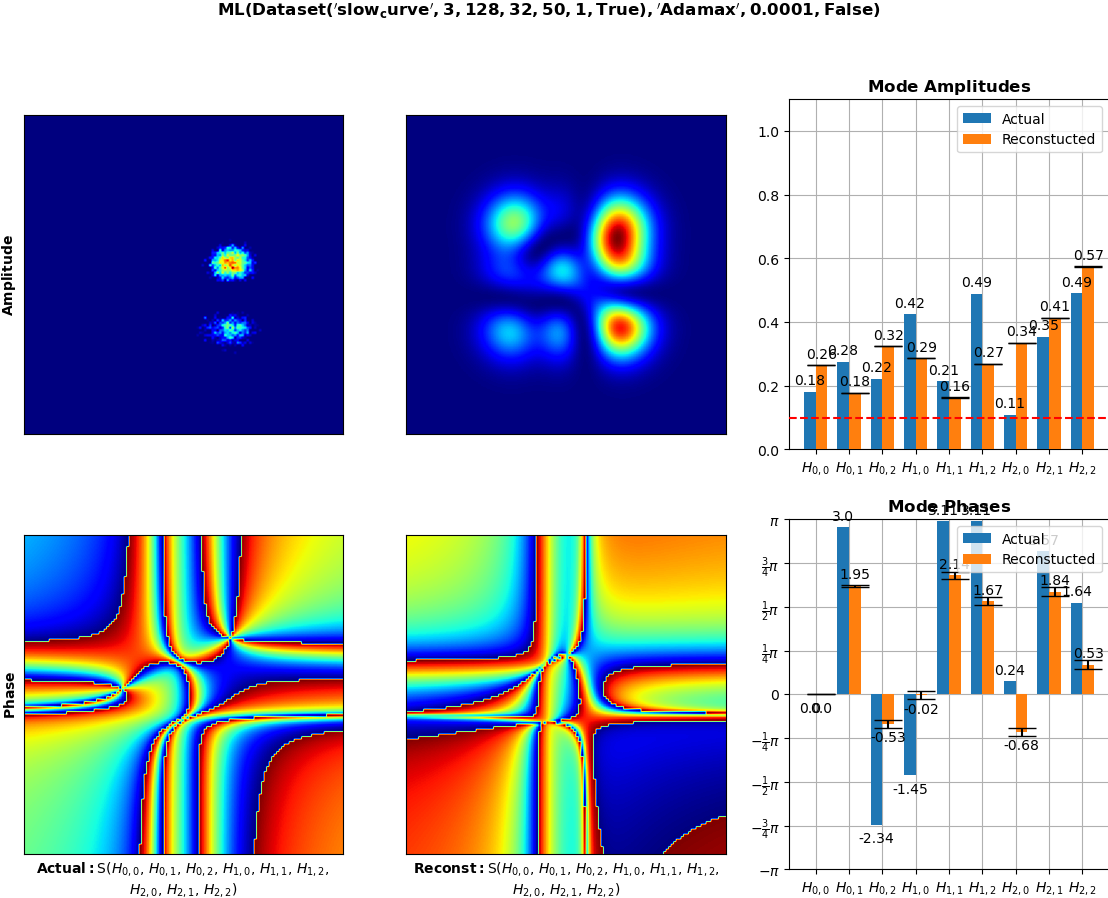 ML(Dataset('slow_curve', 3, 128, 32, 50, 1, True), 'Adamax', 0.0001, False)
Amplitude
Mode Amplitudes
Actual
Reconstucted
1.0
0.8
0.6
0.4
0.2
0.0
0.18 0.28 0.22 0.42 0.21 0.49 0.11 0.35 0.49
0.26 0.18 0.32 0.29 0.16 0.27 0.34 0.41 0.57
H0,0 H0,1 H0,2 H1,0 H1,1 H1,2 H2,0 H2,1 H2,2
Phase
Mode Phases
Actual
Reconstucted
π
3/4π
1/2π
1/4π
0
−1/4π
−1/2π
−3/4π
−π
0.0 3.0 -2.34 -1.45 3.11 3.11 0.24 1.64
0.0 1.95 -0.53 -0.02 1.67 -0.68 1.84 0.53
H0,0 H0,1 H0,2 H1,0 H1,1 H1,2 H2,0 H2,1 H2,2
Actual: S(H0,0, H0,1, H0,2, H1,0, H1,1, H1,2,
H2,0, H2,1, H2,2)
Reconst: S(H0,0, H0,1, H0,2, H1,0, H1,1, H1,2,
H2,0, H2,1, H2,2)